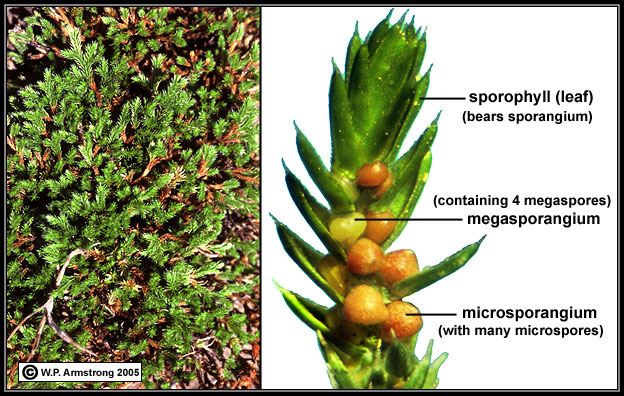 sporophyll (leaf)
(bears sporangium)
(containing 4 megaspores)
megasporangium
microsporangium
(with many microspores)
© W.P. Armstrong 2005